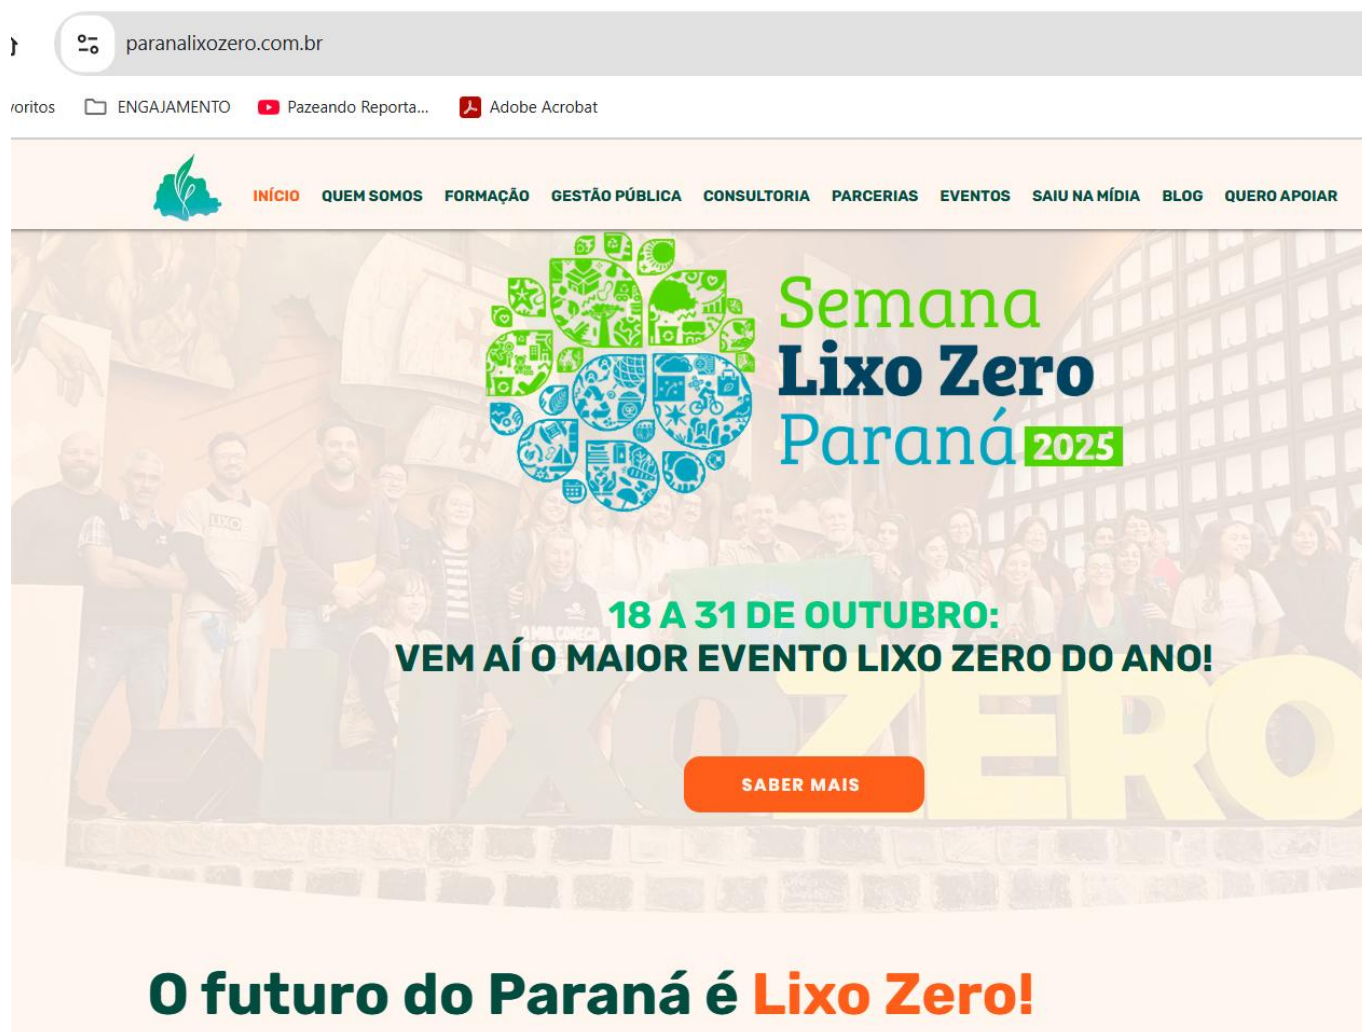 paranalixozero.com.br
ENGAJAMENTO Pazeando Reporta... Adobe Acrobat
INÍCIO QUEM SOMOS FORMAÇÃO GESTÃO PÚBLICA CONSULTORIA PARCERIAS EVENTOS SAIU NA MÍDIA BLOG QUERO APOIAR
Semana
Lixo Zero
Paraná 2025
LIXO
18 A 31 DE OUTUBRO:
VEM AÍ O MAIOR EVENTO LIXO ZERO DO ANO!
LIXOZERO
SABER MAIS
O futuro do Paraná é Lixo Zero!